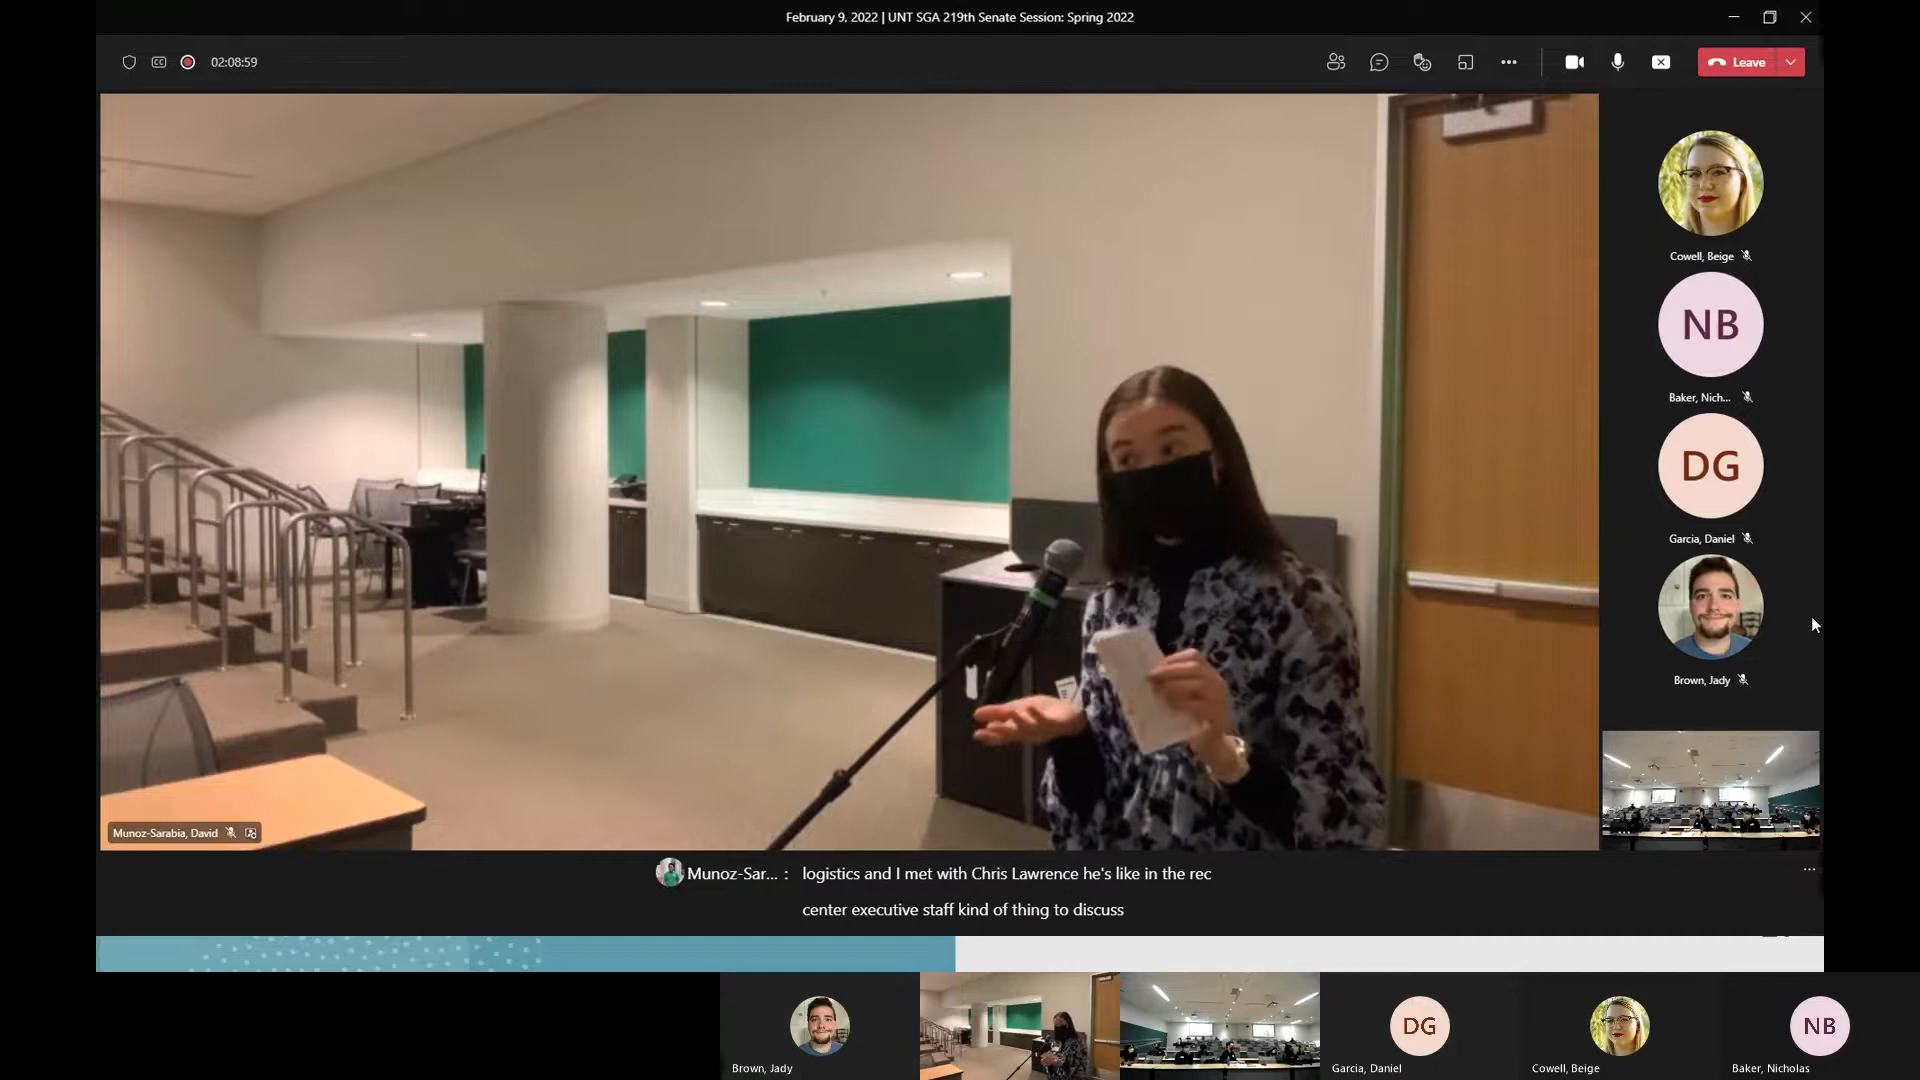 February 9, 2022 | UNT SGA 219th Senate Session: Spring 2022
CC
02:08:59
Leave
Cowell, Beige
NB
Baker, Nich...
DG
Garcia, Daniel
Brown, Jady
Munoz-Sarabia, David
Munoz-Sar... : logistics and I met with Chris Lawrence he's like in the rec
center executive staff kind of thing to discuss
DG
NB
Brown, Jady
Garcia, Daniel
Cowell, Beige
Baker, Nicholas